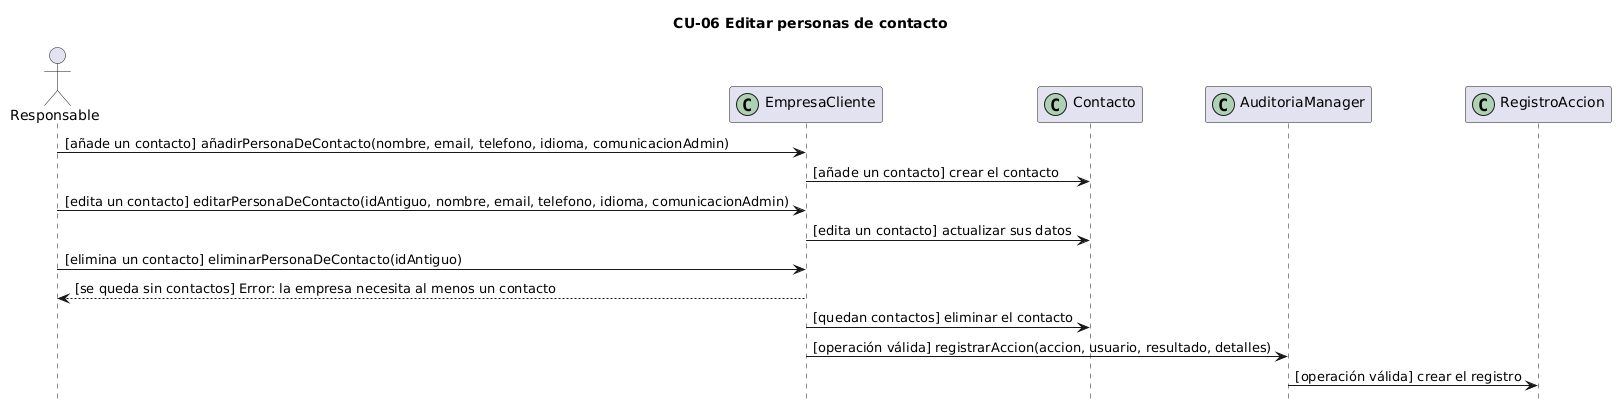 CU-06 Editar personas de contacto
Responsable
C EmpresaCliente
C Contacto
C AuditoriaManager
C RegistroAccion
[añade un contacto] añadirPersonaDeContacto(nombre, email, telefono, idioma, comunicacionAdmin)
[añade un contacto] crear el contacto
[edita un contacto] editarPersonaDeContacto(idAntiguo, nombre, email, telefono, idioma, comunicacionAdmin)
[edita un contacto] actualizar sus datos
[elimina un contacto] eliminarPersonaDeContacto(idAntiguo)
[se queda sin contactos] Error: la empresa necesita al menos un contacto
[quedan contactos] eliminar el contacto
[operación válida] registrarAccion(accion, usuario, resultado, detalles)
[operación válida] crear el registro